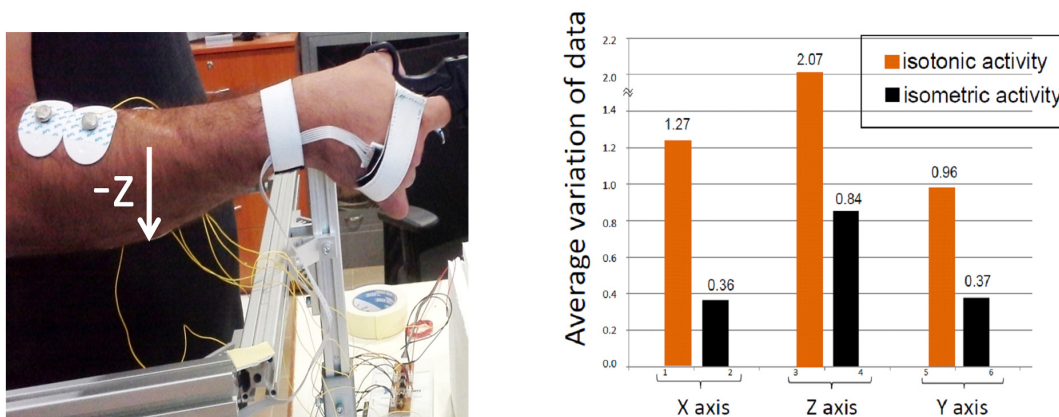 -Z
Average variation of data
2.2
2.0
1.4
1.2
1.0
0.8
0.6
0.4
0.2
0.0
isotonic activity
isometric activity
1.27
0.36
2.07
0.84
0.96
0.37
1 2 3 4 5 6
X axis Z axis Y axis